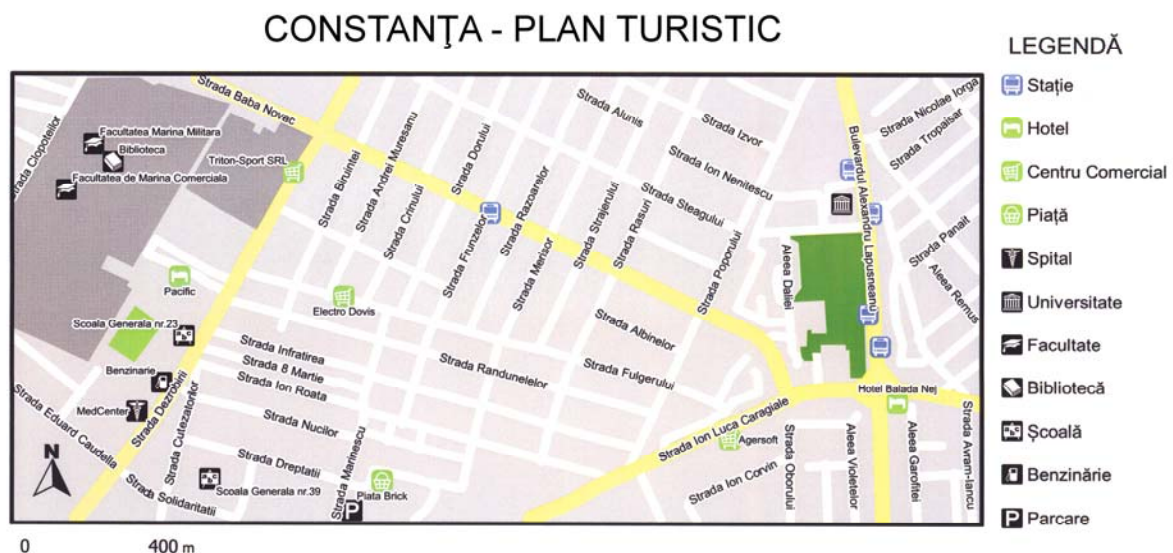 CONSTANŢA - PLAN TURISTIC
LEGENDĂ
Stație
Hotel
Centru Comercial
Piață
Spital
Universitate
Facultate
Bibliotecă
Școală
Benzinărie
Parcare
Strada Baba Novec
Strada Clopoteilor
Facultatea Marina Militara
Biblioteca
Facultatea de Marina Comerciala
Triton-Sport SRL
Strada Biruintei
Strada Andrei Muresanu
Strada Crinului
Strada Dorului
Strada Frunzelor
Strada Razoarelor
Strada Merisor
Strada Alunis
Strada Strajerului
Strada Rasuri
Strada Izvor
Strada Ion Nenitescu
Strada Steagului
Strada Poporului
Bulevardul Alexandru Lapusneanu
Strada Nicolae Iorga
Strada Tropaisar
Strada Panait
Aleea Remus
Aleea Daliei
Pacific
Electro Dovis
Scoala Generala nr.23
Strada Infratirea
Strada 8 Martie
Strada Ion Roata
Strada Randunelelor
Strada Albinelor
Strada Fulgerului
Benzinarie
MedCenter
Strada Dezrobirii
Strada Cutezatorilor
Strada Nucilor
Strada Eduard Caudella
Strada Solidaritatii
Strada Dreptatii
Scoala Generala nr.39
Strada Marinescu
Piata Brick
Strada Ion Luca Caragiale
Agersoft
Hotel Balada Nej
Strada Ion Corvin
Strada Oborului
Aleea Violetelor
Aleea Garofitei
Strada Avram-Iancu
N
0 400 m